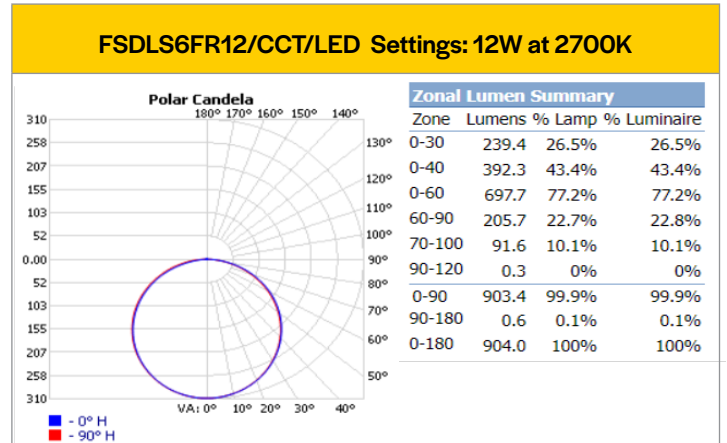 FSDLS6FR12/CCT/LED Settings: 12W at 2700K
Polar Candela
180° 170° 160° 150° 140°
310
258
207
155
103
52
0.00
52
103
155
207
258
310
130°
120°
110°
100°
90°
80°
70°
60°
50°
VA: 0° 10° 20° 30° 40°
- 0° H
- 90° H
Zonal Lumen Summary
Zone Lumens % Lamp % Luminaire
0-30 239.4 26.5% 26.5%
0-40 392.3 43.4% 43.4%
0-60 697.7 77.2% 77.2%
60-90 205.7 22.7% 22.8%
70-100 91.6 10.1% 10.1%
90-120 0.3 0% 0%
0-90 903.4 99.9% 99.9%
90-180 0.6 0.1% 0.1%
0-180 904.0 100% 100%